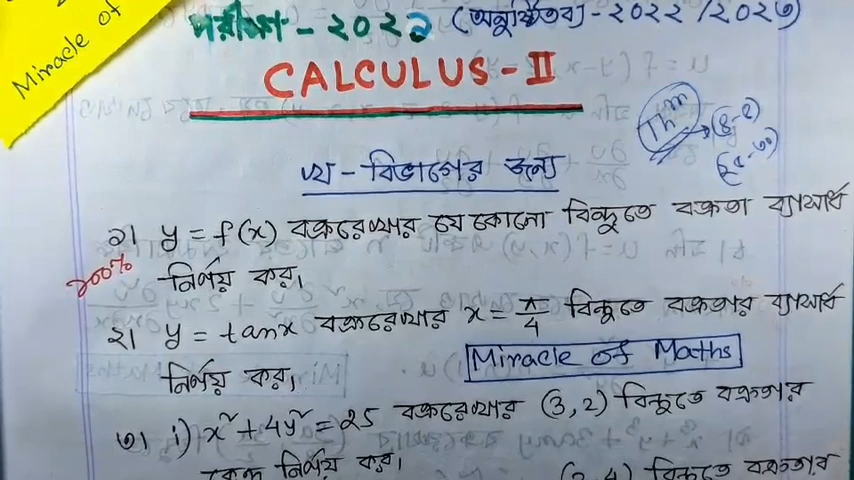 Miracle of
পরীক্ষা - ২০২২ (অনুষ্ঠিতব্য - ২০২২/২০২৩)
CALCULUS - II
Thm
খ - বিভাগের জন্য
১। y = f(x) বক্ররেখার যে কোনো বিন্দুতে বক্রতা ব্যাসার্ধ
১০০%
নির্ণয় কর।
২। y = tanx বক্ররেখার x = π/4 বিন্দুতে বক্রতার ব্যাসার্ধ
নির্ণয় কর।
Miracle of Maths
৩। i) x² + 4y² = 25 বক্ররেখার (3, 2) বিন্দুতে বক্রতার
কেন্দ্র নির্ণয় কর।
বিন্দুতে বক্রতার